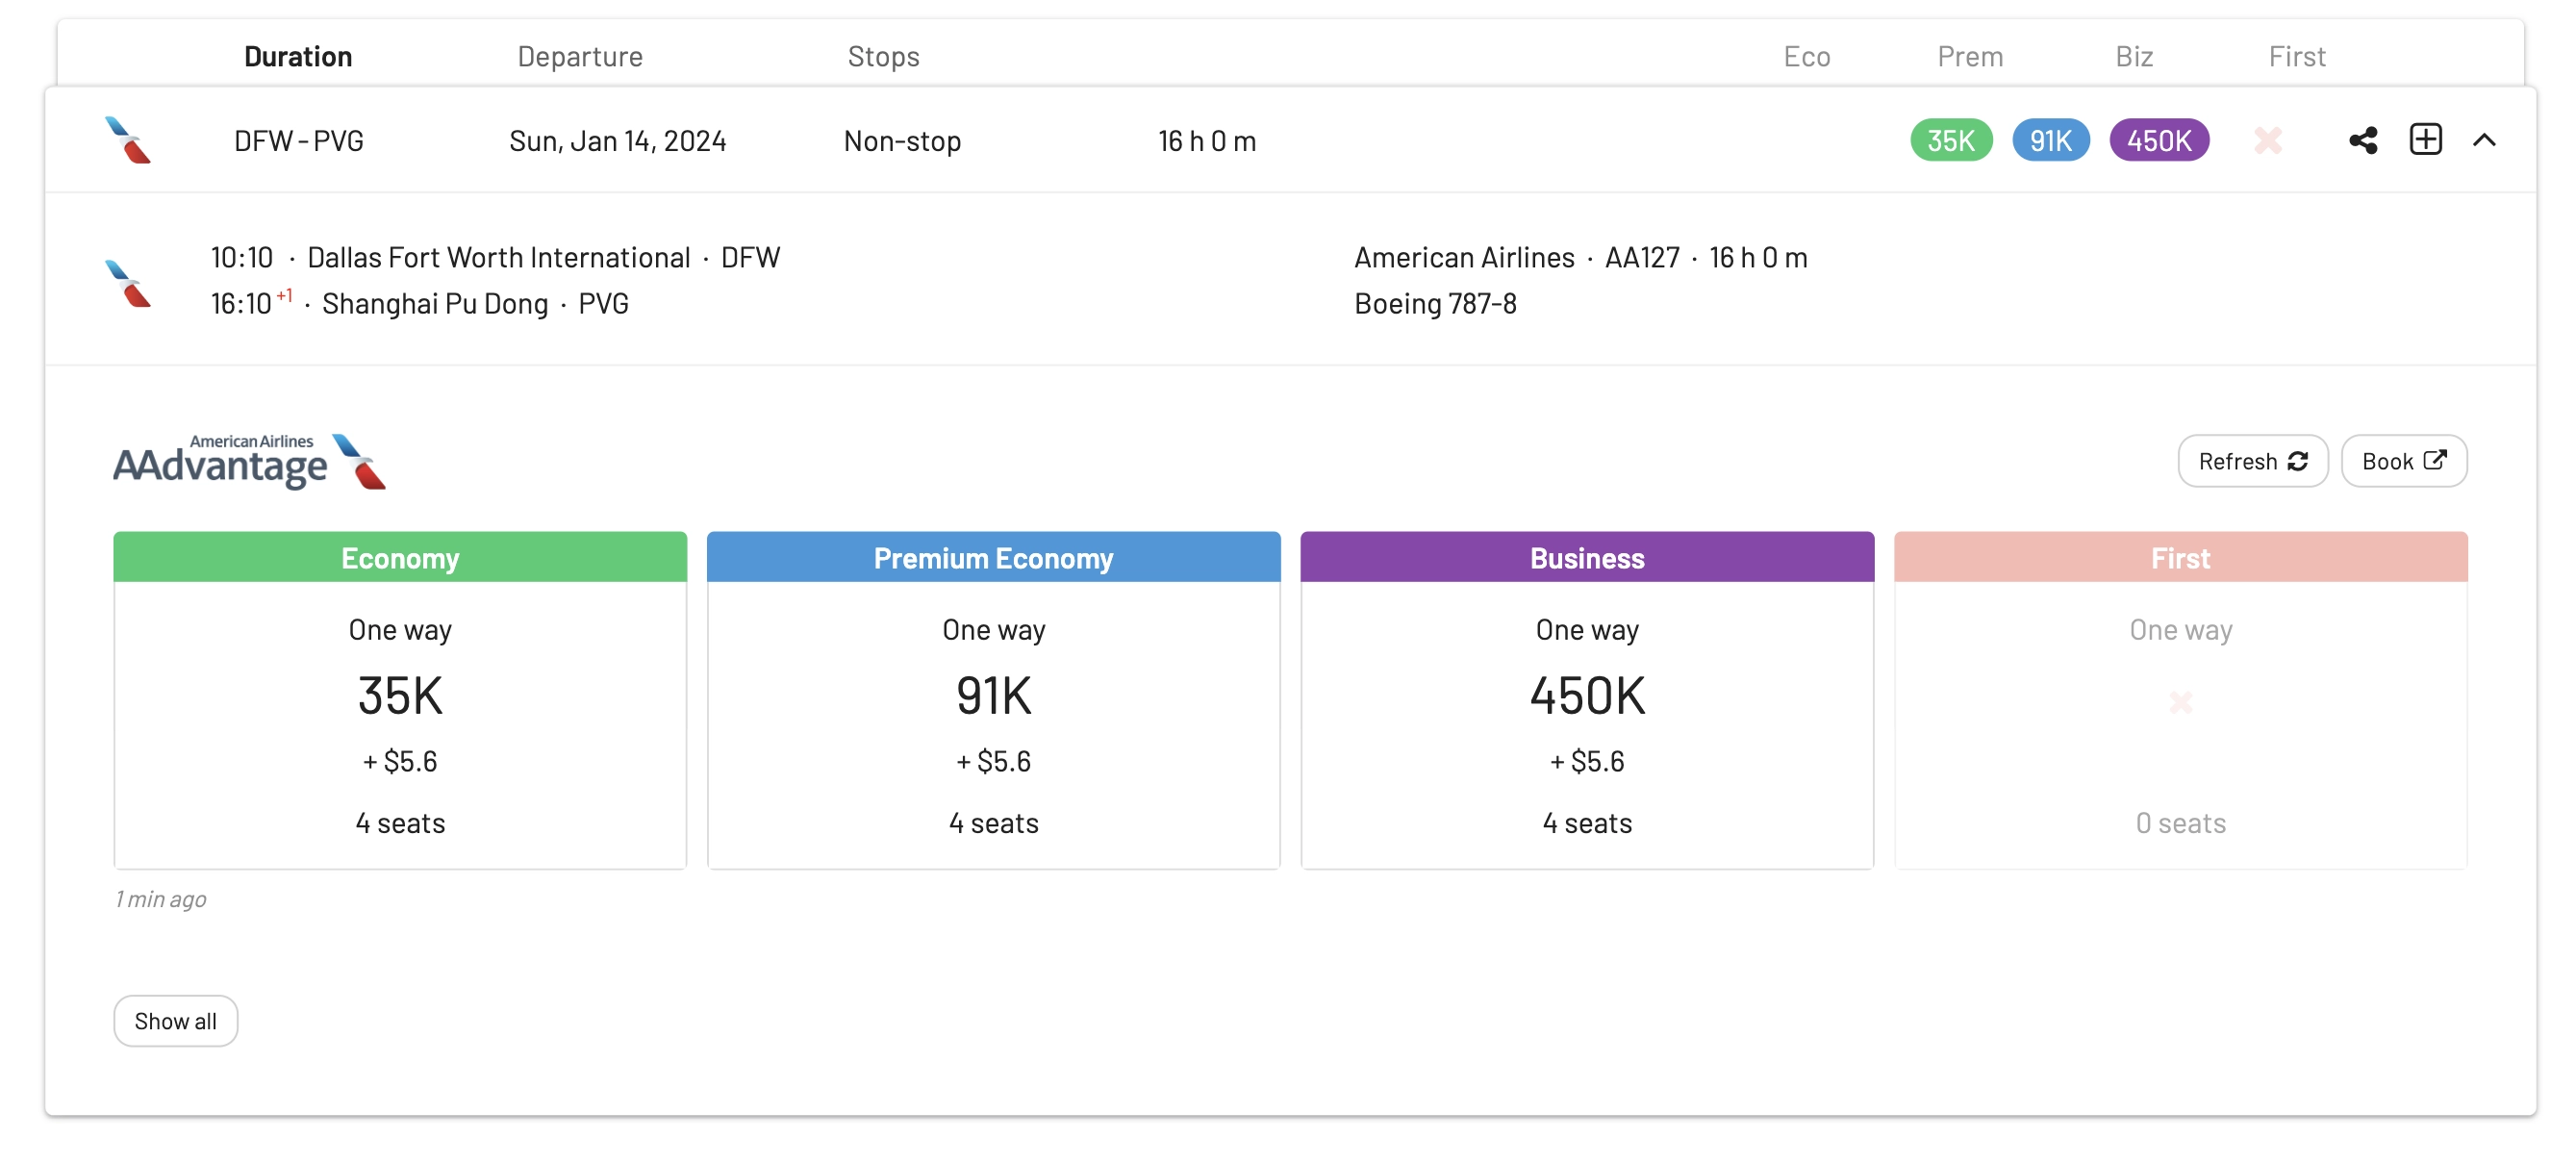 Duration Departure Stops Eco Prem Biz First
DFW - PVG Sun, Jan 14, 2024 Non-stop 16 h 0 m 35K 91K 450K
10:10 · Dallas Fort Worth International · DFW
16:10 +1 · Shanghai Pu Dong · PVG
American Airlines · AA127 · 16 h 0 m
Boeing 787-8
American Airlines
AAdvantage
Refresh Book
Economy
One way
35K
+ $5.6
4 seats
Premium Economy
One way
91K
+ $5.6
4 seats
Business
One way
450K
+ $5.6
4 seats
First
One way
0 seats
1 min ago
Show all